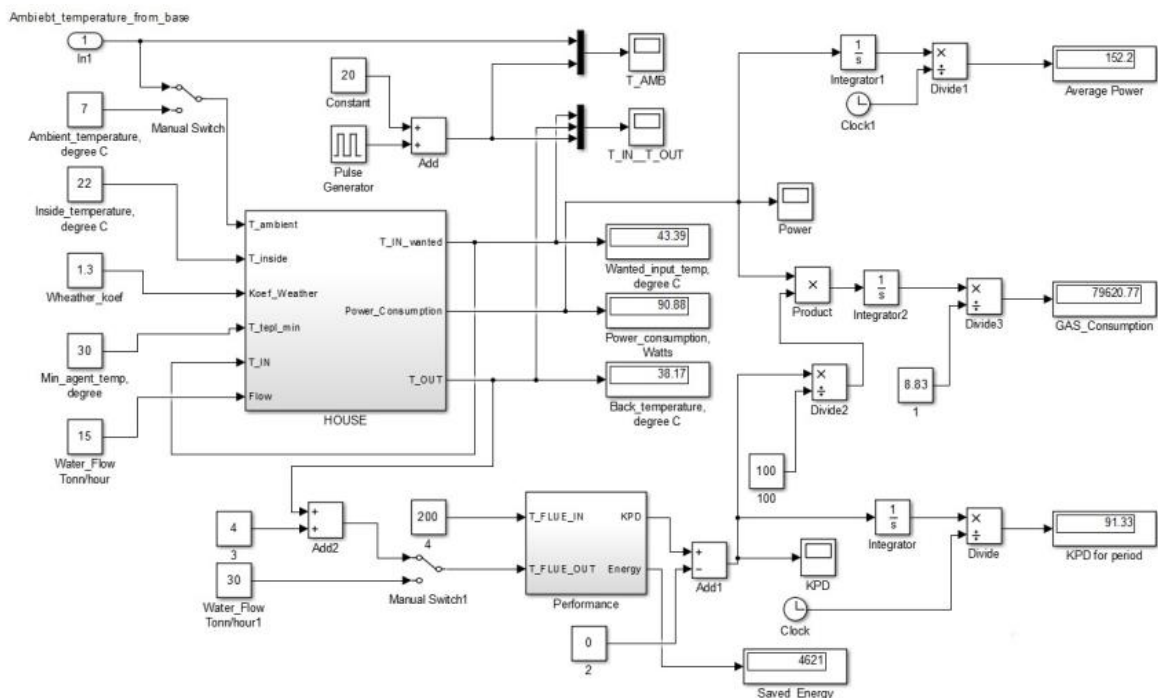 Ambiebt_temperature_from_base
1
In1
7
Ambient_temperature,
degree C
Manual Switch
20
Constant
Pulse
Generator
+
+
Add
T_AMB
T_IN__T_OUT
1
s
Integrator1
×
÷
Divide1
Clock1
152.2
Average Power
22
Inside_temperature,
degree C
1.3
Wheather_koef
30
Min_agent_temp,
degree
15
Water_Flow
Tonn/hour
T_ambient
T_inside
Koef_Weather
T_tepl_min
T_IN
Flow
T_IN_wanted
Power_Consumption
T_OUT
HOUSE
43.39
Wanted_input_temp,
degree C
90.88
Power_consumption,
Watts
38.17
Back_temperature,
degree C
Power
×
Product
1
s
Integrator2
×
÷
Divide3
79620.77
GAS_Consumption
8.83
1
×
÷
Divide2
100
100
4
3
+
+
Add2
30
Water_Flow
Tonn/hour1
200
4
Manual Switch1
T_FLUE_IN
T_FLUE_OUT
KPD
Energy
Performance
0
2
+
−
Add1
KPD
1
s
Integrator
×
÷
Divide
Clock
91.33
KPD for period
4621
Saved_Energy